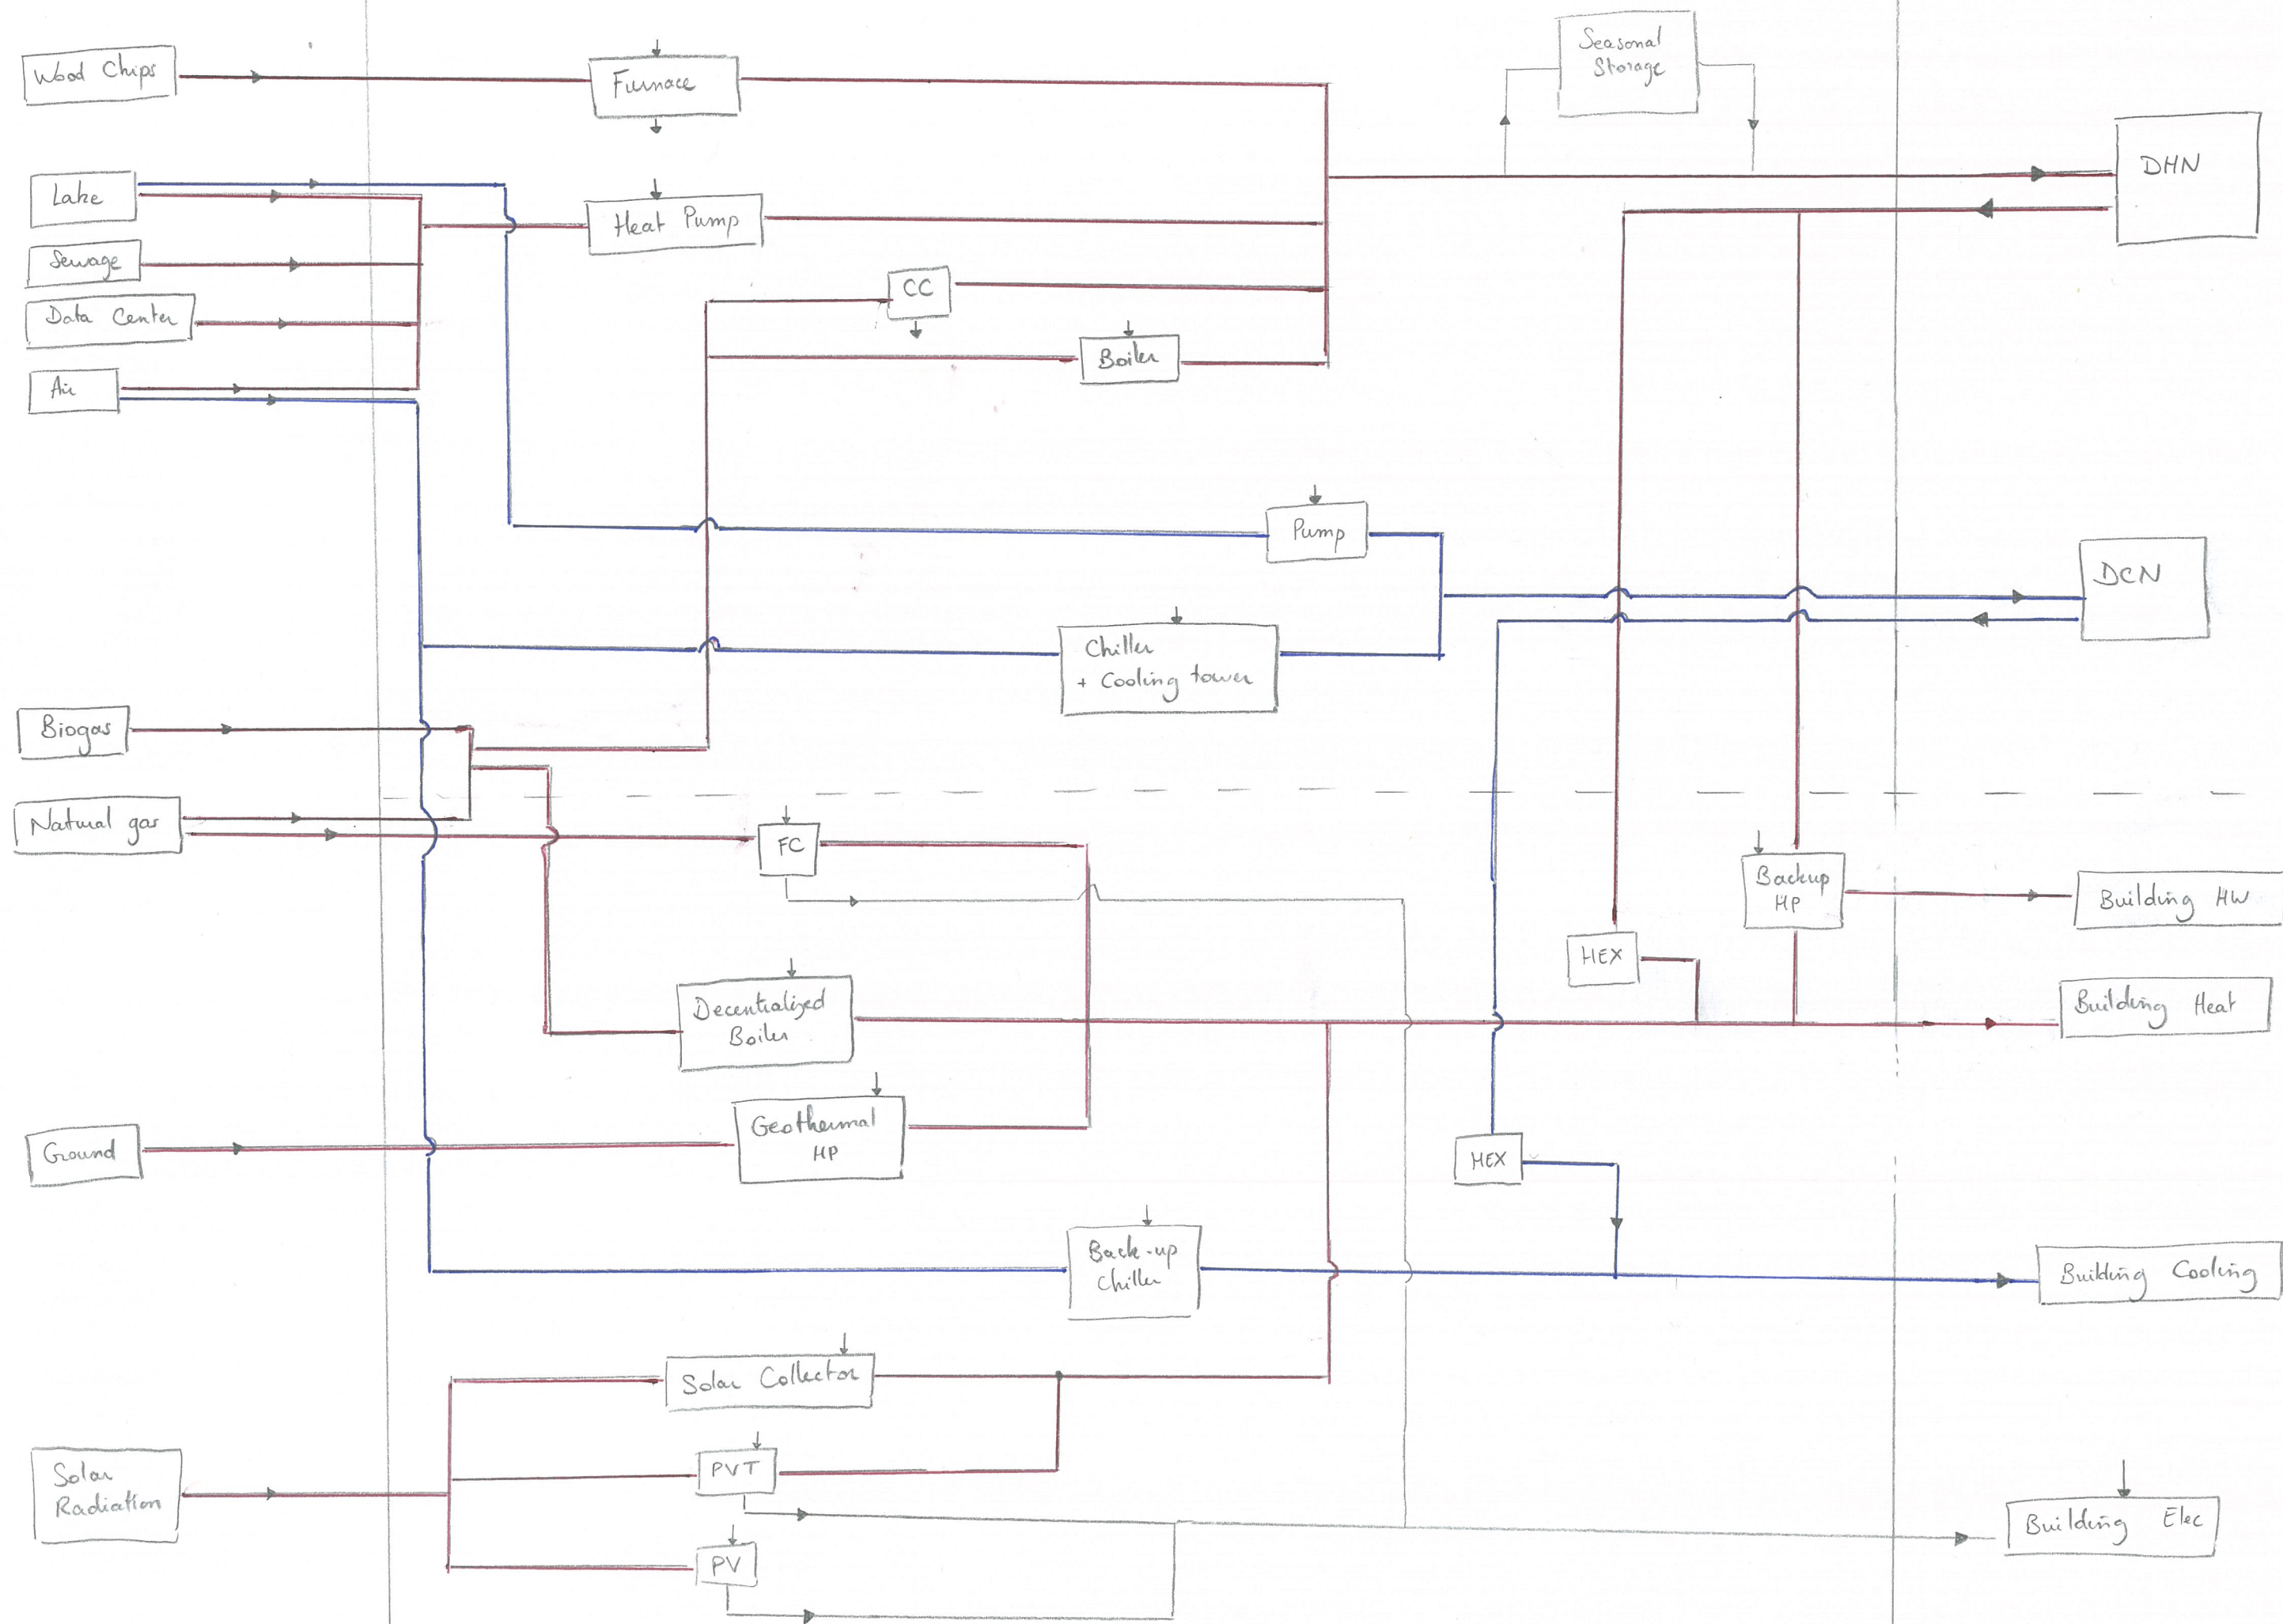 Wood Chips
Furnace
Seasonal
Storage
DHN
Lake
Heat Pump
Sewage
CC
Data Center
Boiler
Air
Pump
DCN
Chiller
+ Cooling tower
Biogas
Natural gas
FC
Backup
HP
Building HW
HEX
Decentralized
Boiler
Building Heat
Geothermal
HP
Ground
HEX
Back-up
Chiller
Building Cooling
Solar Collector
PVT
Solar
Radiation
Building Elec
PV